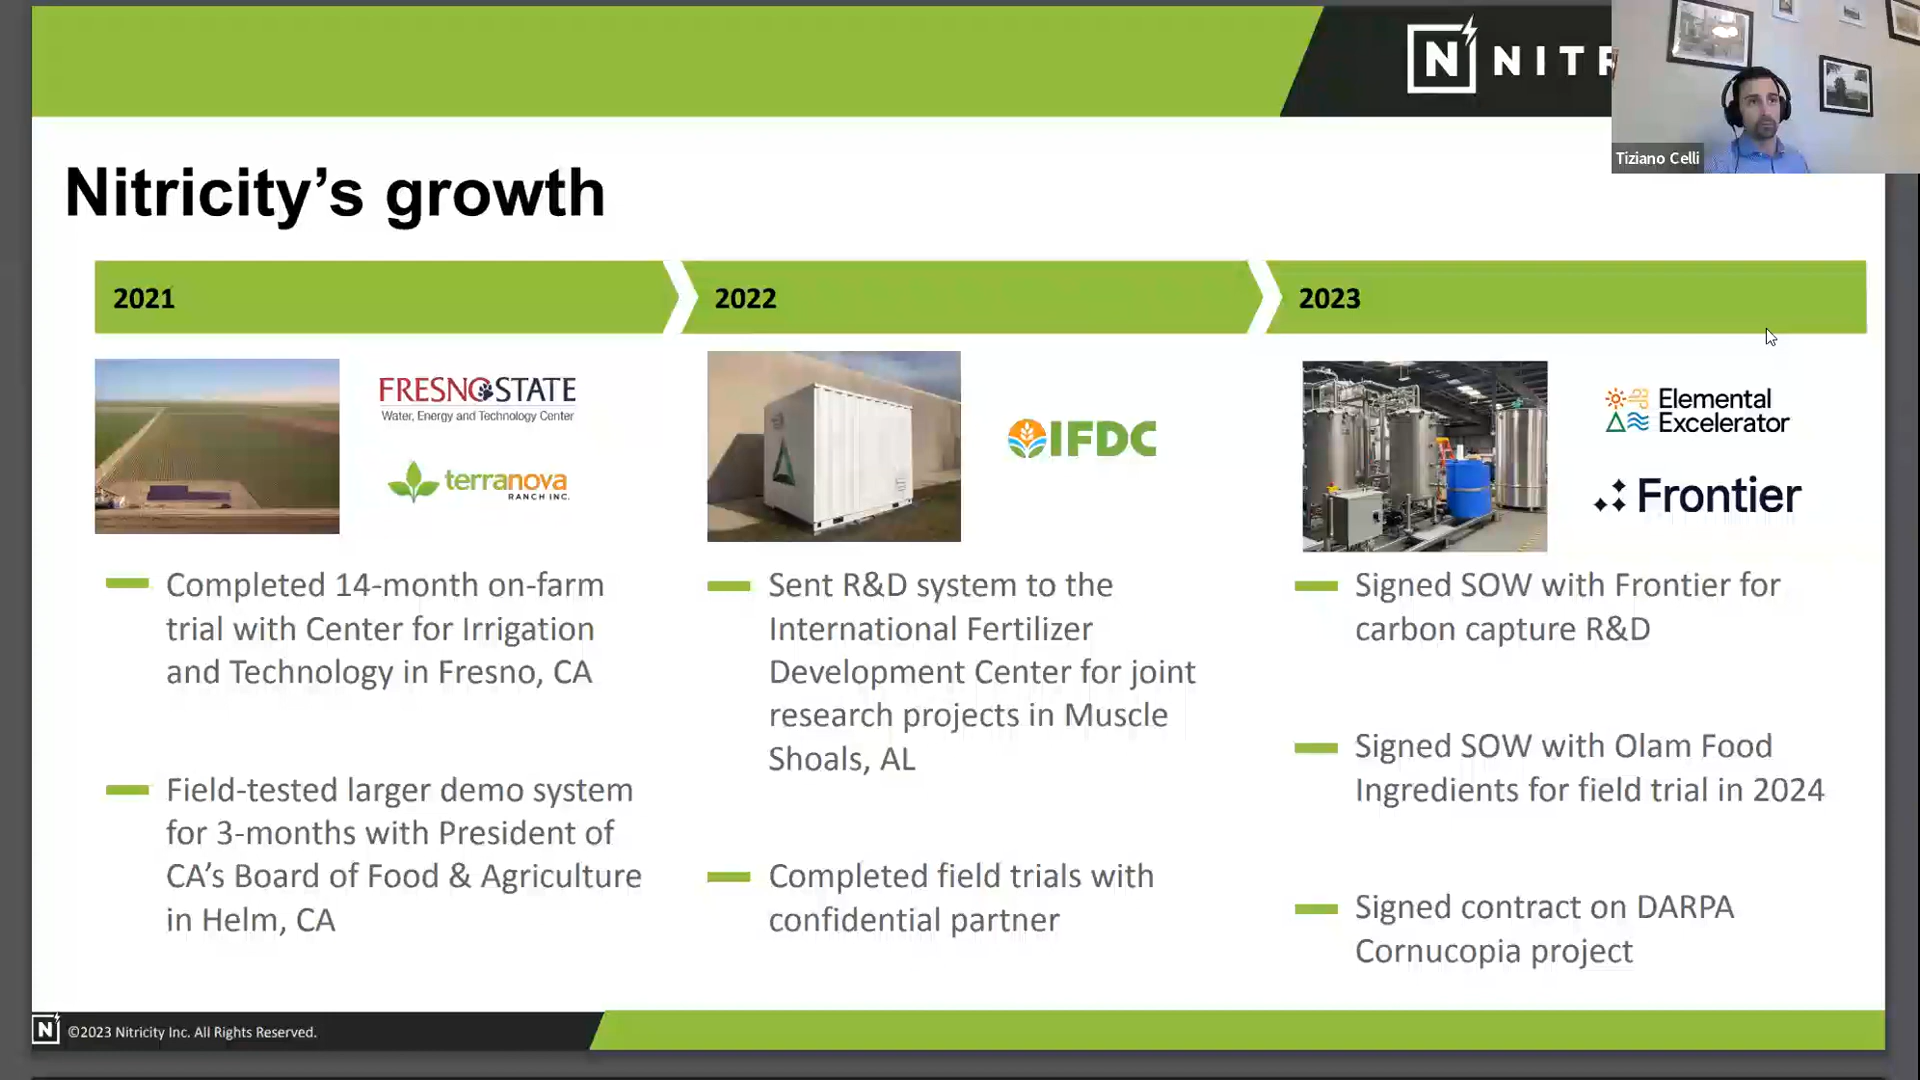 N NITR
Tiziano Celli
Nitricity’s growth
2021
2022
2023
FRESNO STATE
Water, Energy and Technology Center
terranova
RANCH INC.
IFDC
Elemental
Excelerator
Frontier
Completed 14-month on-farm
trial with Center for Irrigation
and Technology in Fresno, CA
Field-tested larger demo system
for 3-months with President of
CA’s Board of Food & Agriculture
in Helm, CA
Sent R&D system to the
International Fertilizer
Development Center for joint
research projects in Muscle
Shoals, AL
Completed field trials with
confidential partner
Signed SOW with Frontier for
carbon capture R&D
Signed SOW with Olam Food
Ingredients for field trial in 2024
Signed contract on DARPA
Cornucopia project
N ©2023 Nitricity Inc. All Rights Reserved.